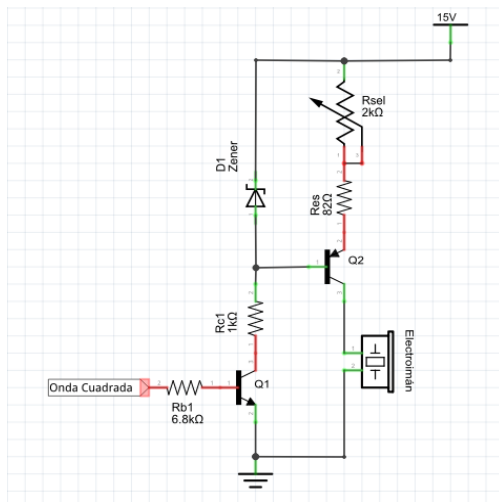 15V
Rsel
2kΩ
D1
Zener
Res
82Ω
Q2
Rc1
1kΩ
Electroimán
Onda Cuadrada
Q1
Rb1
6.8kΩ